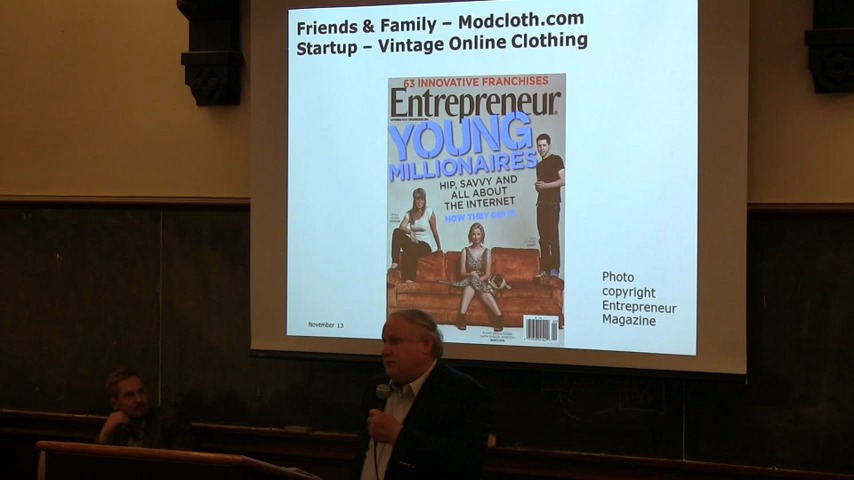 Friends & Family – Modcloth.com
Startup – Vintage Online Clothing
63 INNOVATIVE FRANCHISES
Entrepreneur
YOUNG
MILLIONAIRES
HIP, SAVVY AND
ALL ABOUT
THE INTERNET
HOW THEY DID IT
Photo
copyright
Entrepreneur
Magazine
November 13